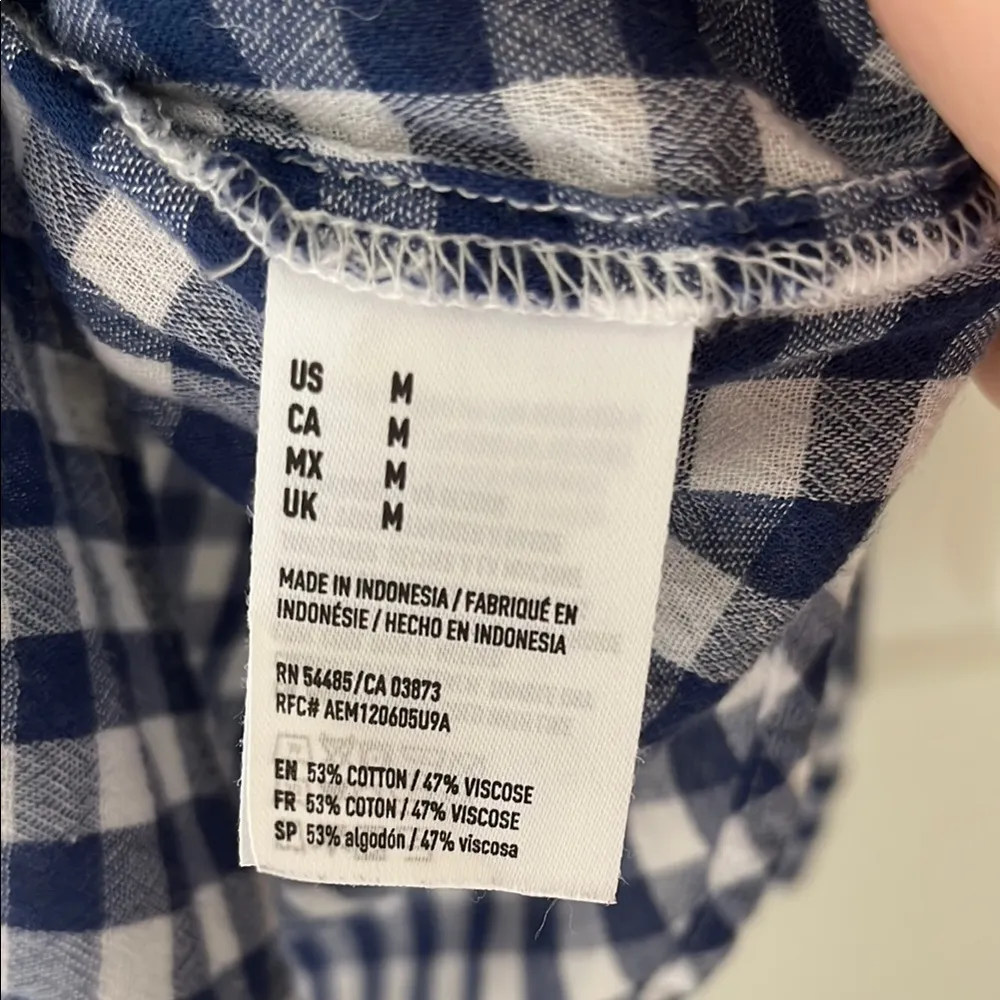 US M
CA M
MX M
UK M
MADE IN INDONESIA / FABRIQUÉ EN
INDONÉSIE / HECHO EN INDONESIA
RN 54485/CA 03873
RFC# AEM120605U9A
EN 53% COTTON / 47% VISCOSE
FR 53% COTON / 47% VISCOSE
SP 53% algodón / 47% viscosa